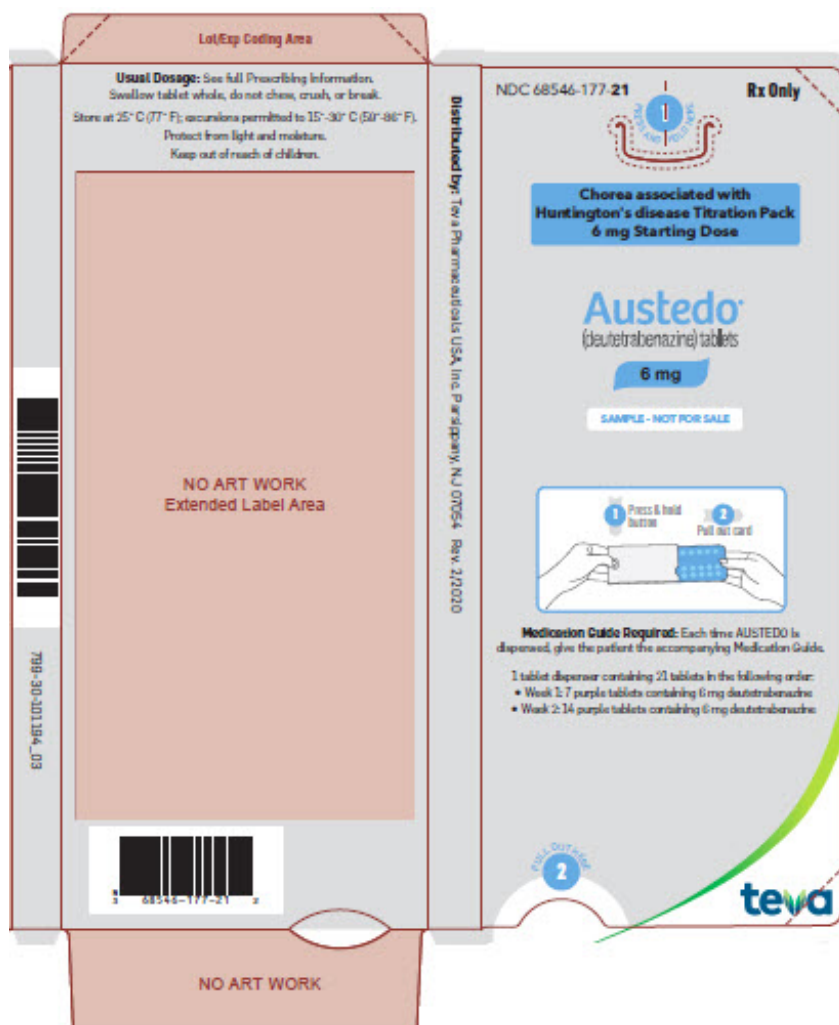 Lot/Exp Coding Area
Usual Dosage: See full Prescribing Information.
Swallow tablet whole, do not chew, crush, or break.
Store at 25° C (77° F); excursions permitted to 15°-30° C (59°-86° F).
Protect from light and moisture.
Keep out of reach of children.
NO ART WORK
Extended Label Area
799-30-101194_03
3 68546-177-21 2
NO ART WORK
Distributed by: Teva Pharmaceuticals USA, Inc. Parsippany, NJ 07054 Rev. 2/2020
NDC 68546-177-21
Rx Only
1
PRESS AND HOLD HERE
Chorea associated with
Huntington's disease Titration Pack
6 mg Starting Dose
Austedo®
(deutetrabenazine) tablets
6 mg
SAMPLE - NOT FOR SALE
1 Press & hold
button
2
Pull out card
Medication Guide Required: Each time AUSTEDO is
dispensed, give the patient the accompanying Medication Guide.
1 tablet dispenser containing 21 tablets in the following order:
• Week 1: 7 purple tablets containing 6 mg deutetrabenazine
• Week 2: 14 purple tablets containing 6 mg deutetrabenazine
PULL OUT HERE
2
teva